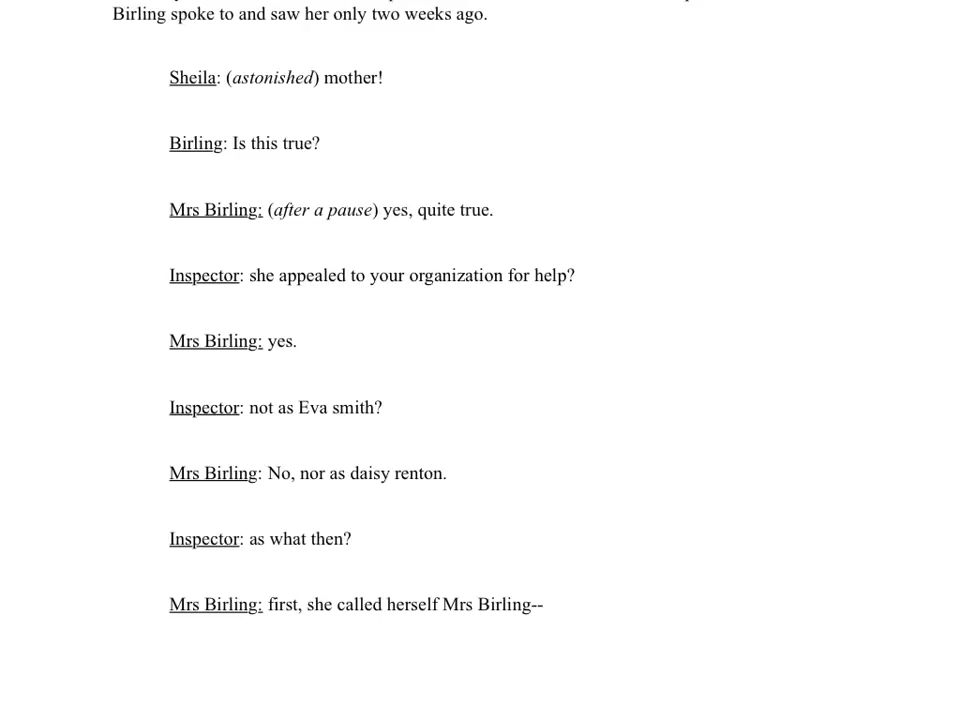 Birling spoke to and saw her only two weeks ago.
Sheila: (astonished) mother!
Birling: Is this true?
Mrs Birling: (after a pause) yes, quite true.
Inspector: she appealed to your organization for help?
Mrs Birling: yes.
Inspector: not as Eva smith?
Mrs Birling: No, nor as daisy renton.
Inspector: as what then?
Mrs Birling: first, she called herself Mrs Birling--